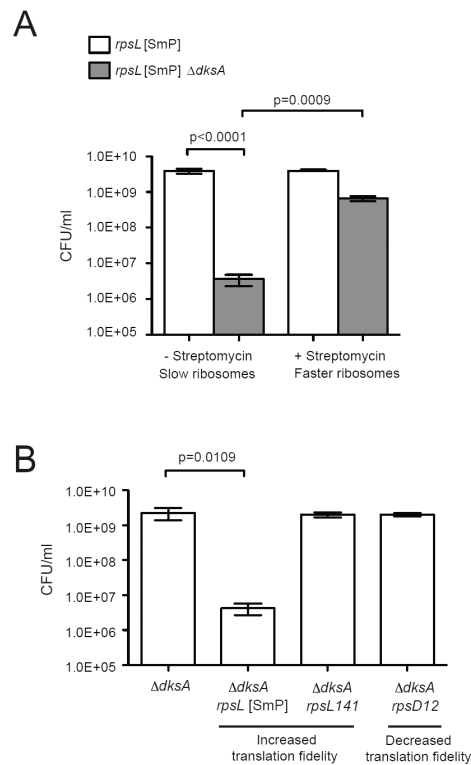 A
rpsL [SmP]
rpsL [SmP] ΔdksA
p=0.0009
p<0.0001
1.0E+10
1.0E+09
1.0E+08
1.0E+07
1.0E+06
1.0E+05
CFU/ml
- Streptomycin
Slow ribosomes
+ Streptomycin
Faster ribosomes
B
p=0.0109
1.0E+10
1.0E+09
1.0E+08
1.0E+07
1.0E+06
1.0E+05
CFU/ml
ΔdksA
ΔdksA
rpsL [SmP]
ΔdksA
rpsL141
ΔdksA
rpsD12
Increased
translation fidelity
Decreased
translation fidelity